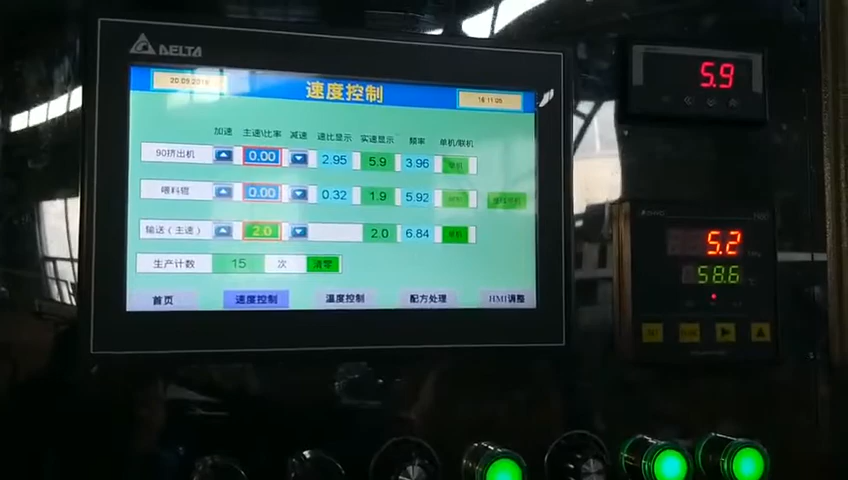 DELTA
20.09.2018 速度控制 16:11:05
加速 主速\比率 减速 速比显示 实速显示 频率 单机/联机
90挤出机 0.00 2.95 5.9 3.96 单机
喂料辊 0.00 0.32 1.9 5.92
输送（主速） 2.0 2.0 6.84 单机
生产计数 15 次 清零
首页 速度控制 温度控制 配方处理 HMI调整
5.9
5.2
58.6